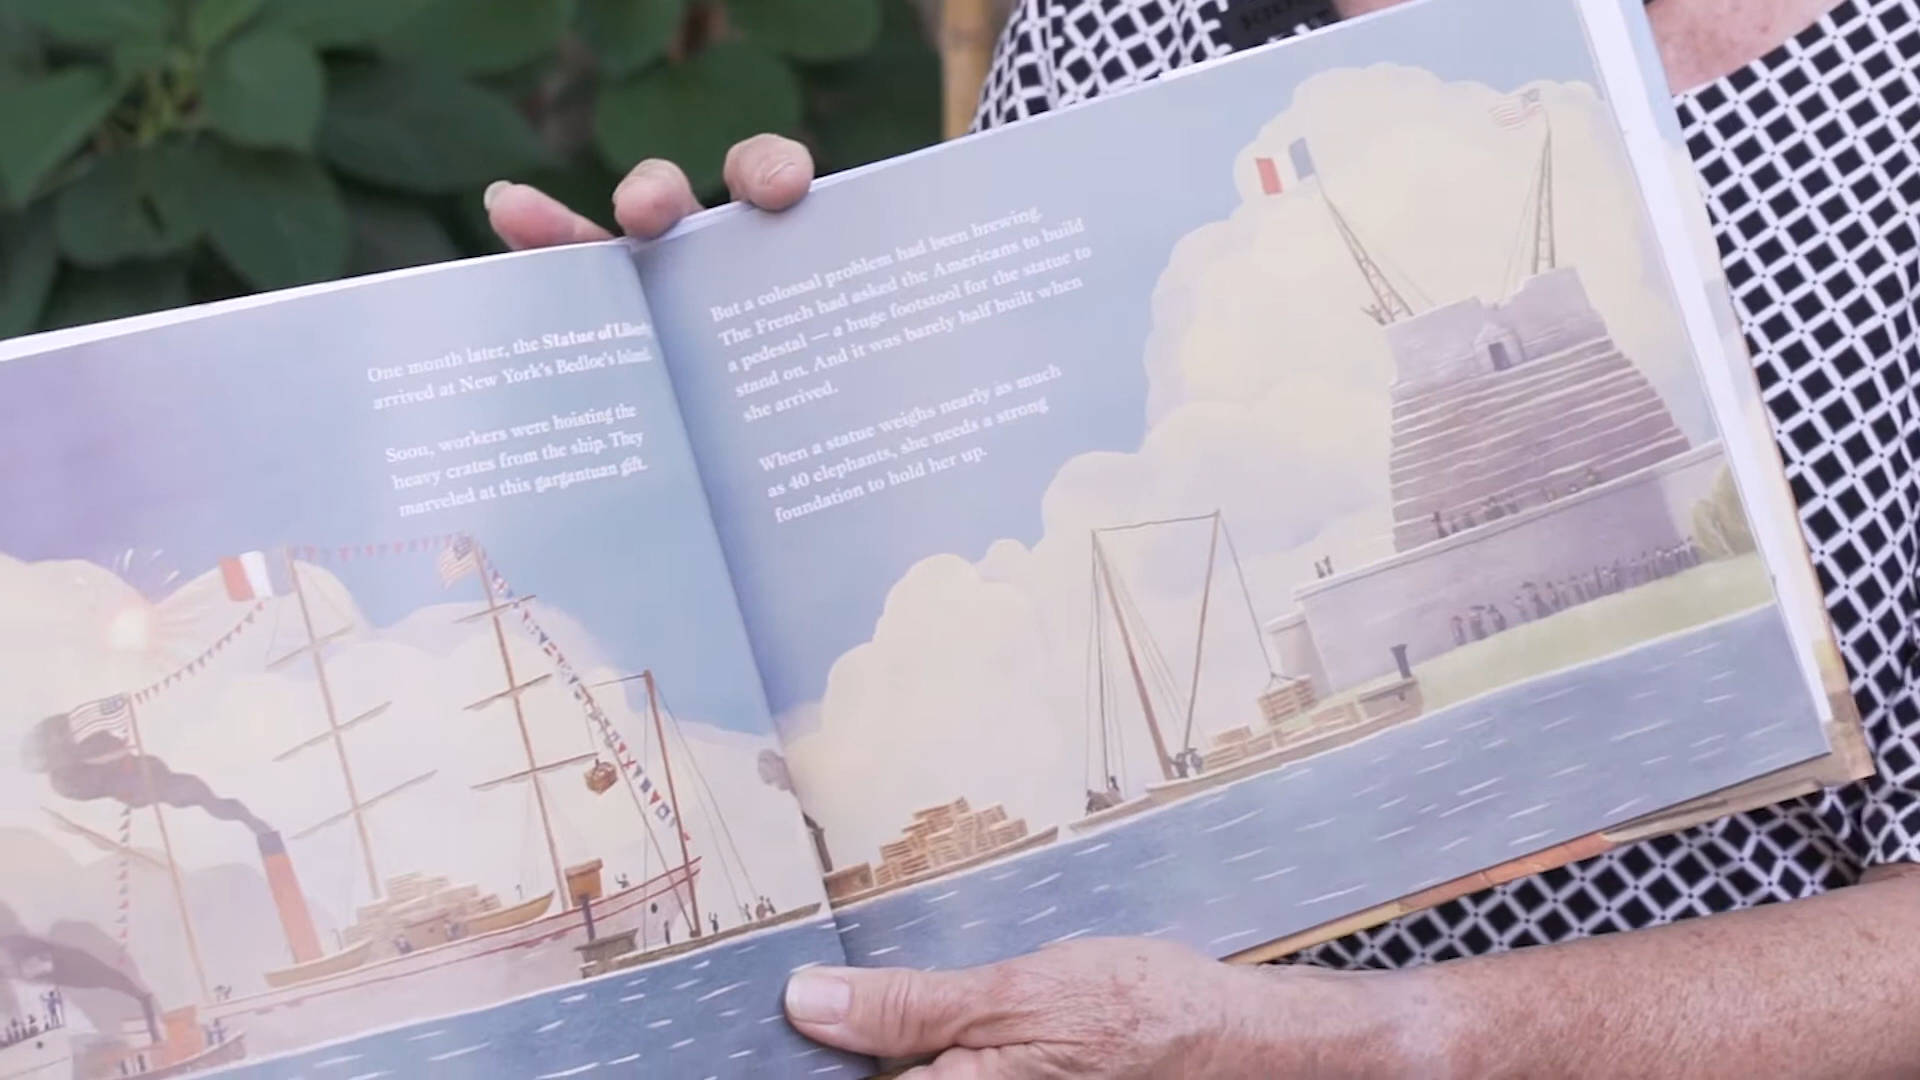 One month later, the Statue of Liberty
arrived at New York's Bedloe's Island.
Soon, workers were hoisting the
heavy crates from the ship. They
marveled at this gargantuan gift.
But a colossal problem had been brewing.
The French had asked the Americans to build
a pedestal — a huge footstool for the statue to
stand on. And it was barely half built when
she arrived.
When a statue weighs nearly as much
as 40 elephants, she needs a strong
foundation to hold her up.